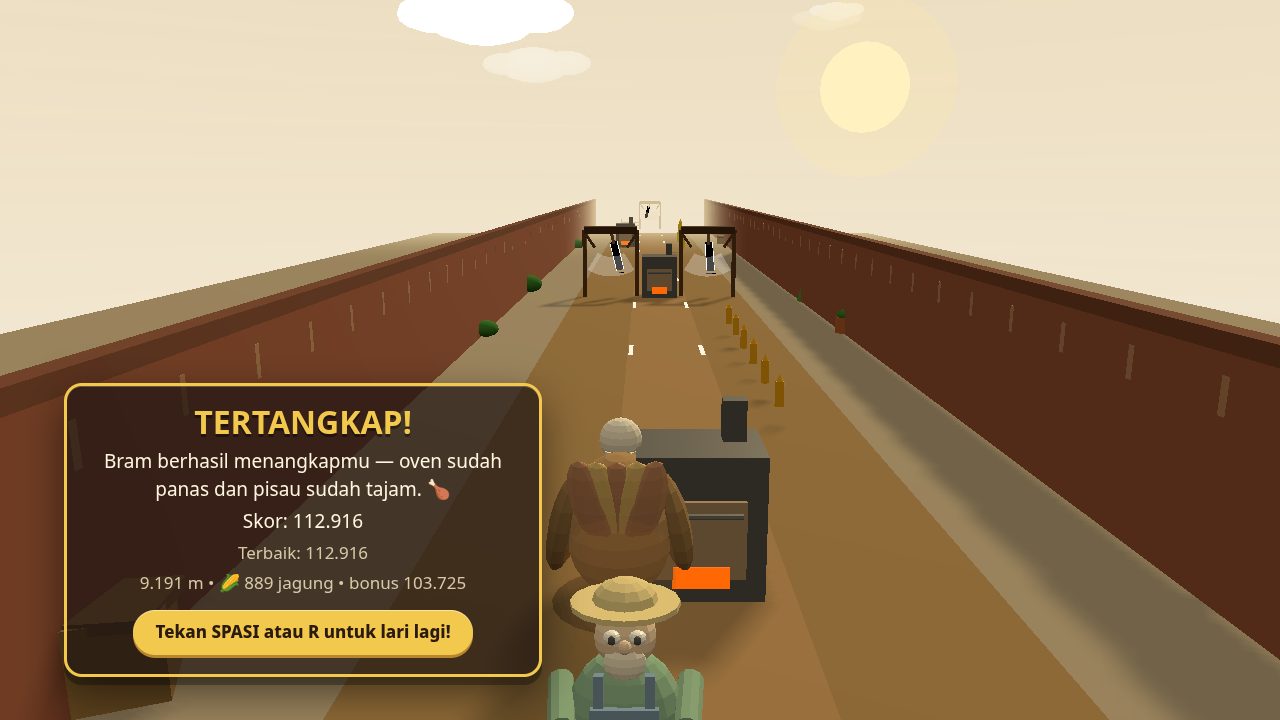 TERTANGKAP!
Bram berhasil menangkapmu — oven sudah
panas dan pisau sudah tajam. 🍗
Skor: 112.916
Terbaik: 112.916
9.191 m • 🌽 889 jagung • bonus 103.725
Tekan SPASI atau R untuk lari lagi!